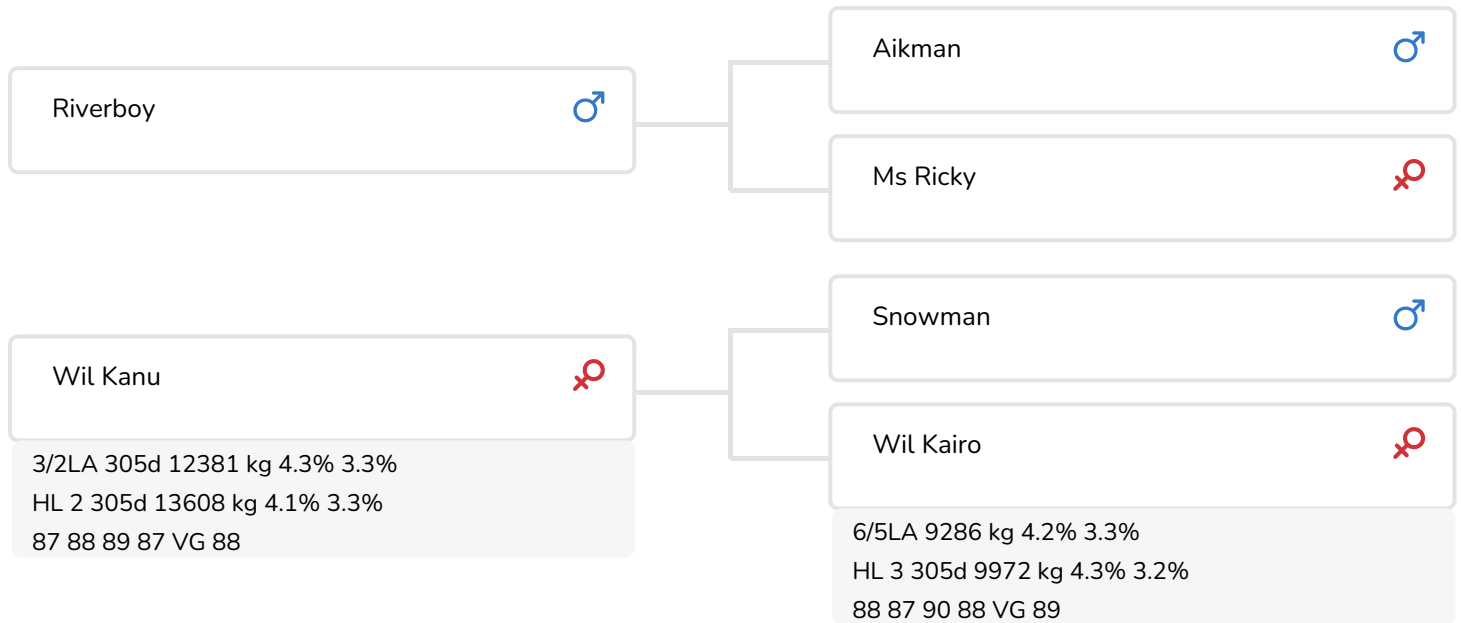 Riverboy
Aikman
Ms Ricky
Wil Kanu
3/2LA 305d 12381 kg 4.3% 3.3%
HL 2 305d 13608 kg 4.1% 3.3%
87 88 89 87 VG 88
Snowman
Wil Kairo
6/5LA 9286 kg 4.2% 3.3%
HL 3 305d 9972 kg 4.3% 3.2%
88 87 90 88 VG 89